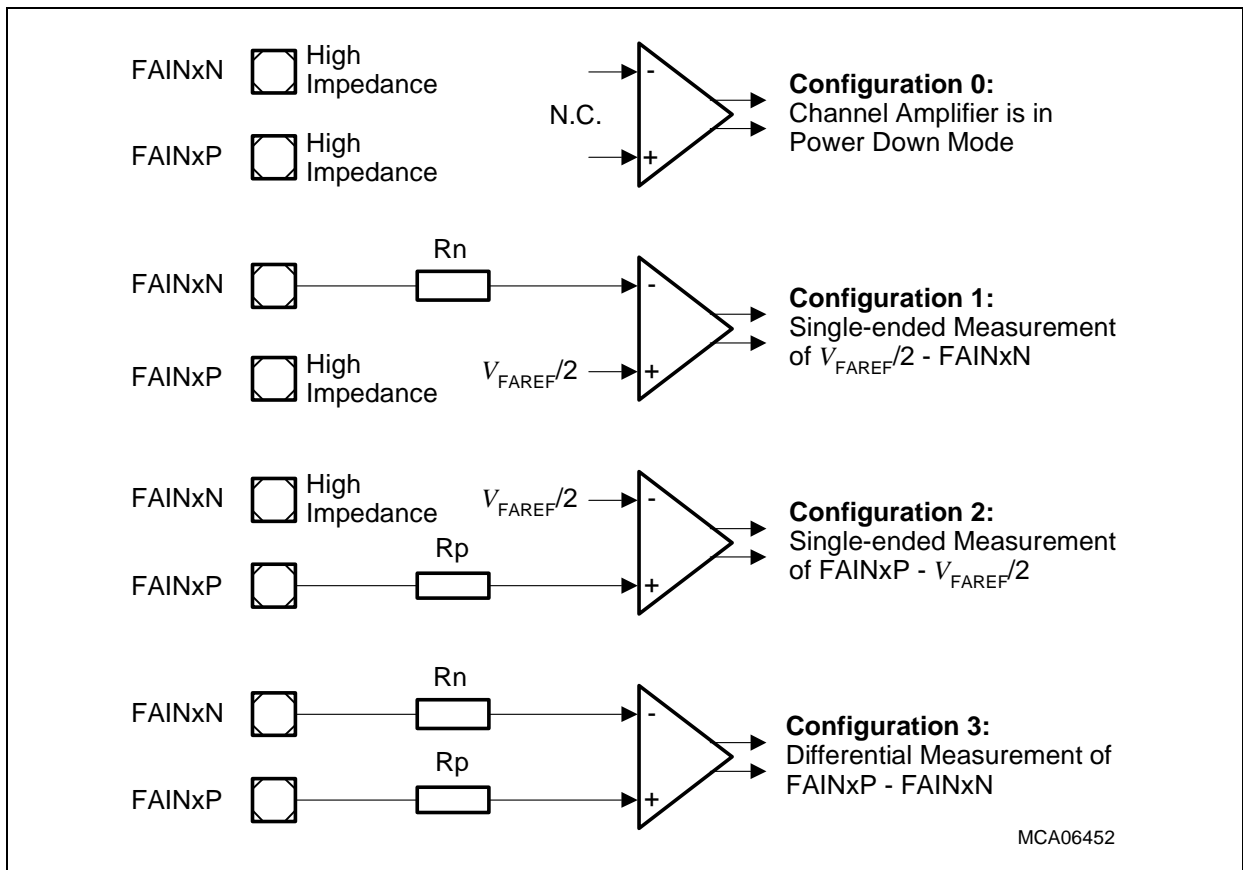 FAINxN
High
Impedance
N.C.
FAINxP
High
Impedance
-
+
Configuration 0:
Channel Amplifier is in
Power Down Mode
FAINxN
Rn
FAINxP
High
Impedance
VFAREF/2
-
+
Configuration 1:
Single-ended Measurement
of VFAREF/2 - FAINxN
FAINxN
High
Impedance
VFAREF/2
FAINxP
Rp
-
+
Configuration 2:
Single-ended Measurement
of FAINxP - VFAREF/2
FAINxN
Rn
FAINxP
Rp
-
+
Configuration 3:
Differential Measurement of
FAINxP - FAINxN
MCA06452